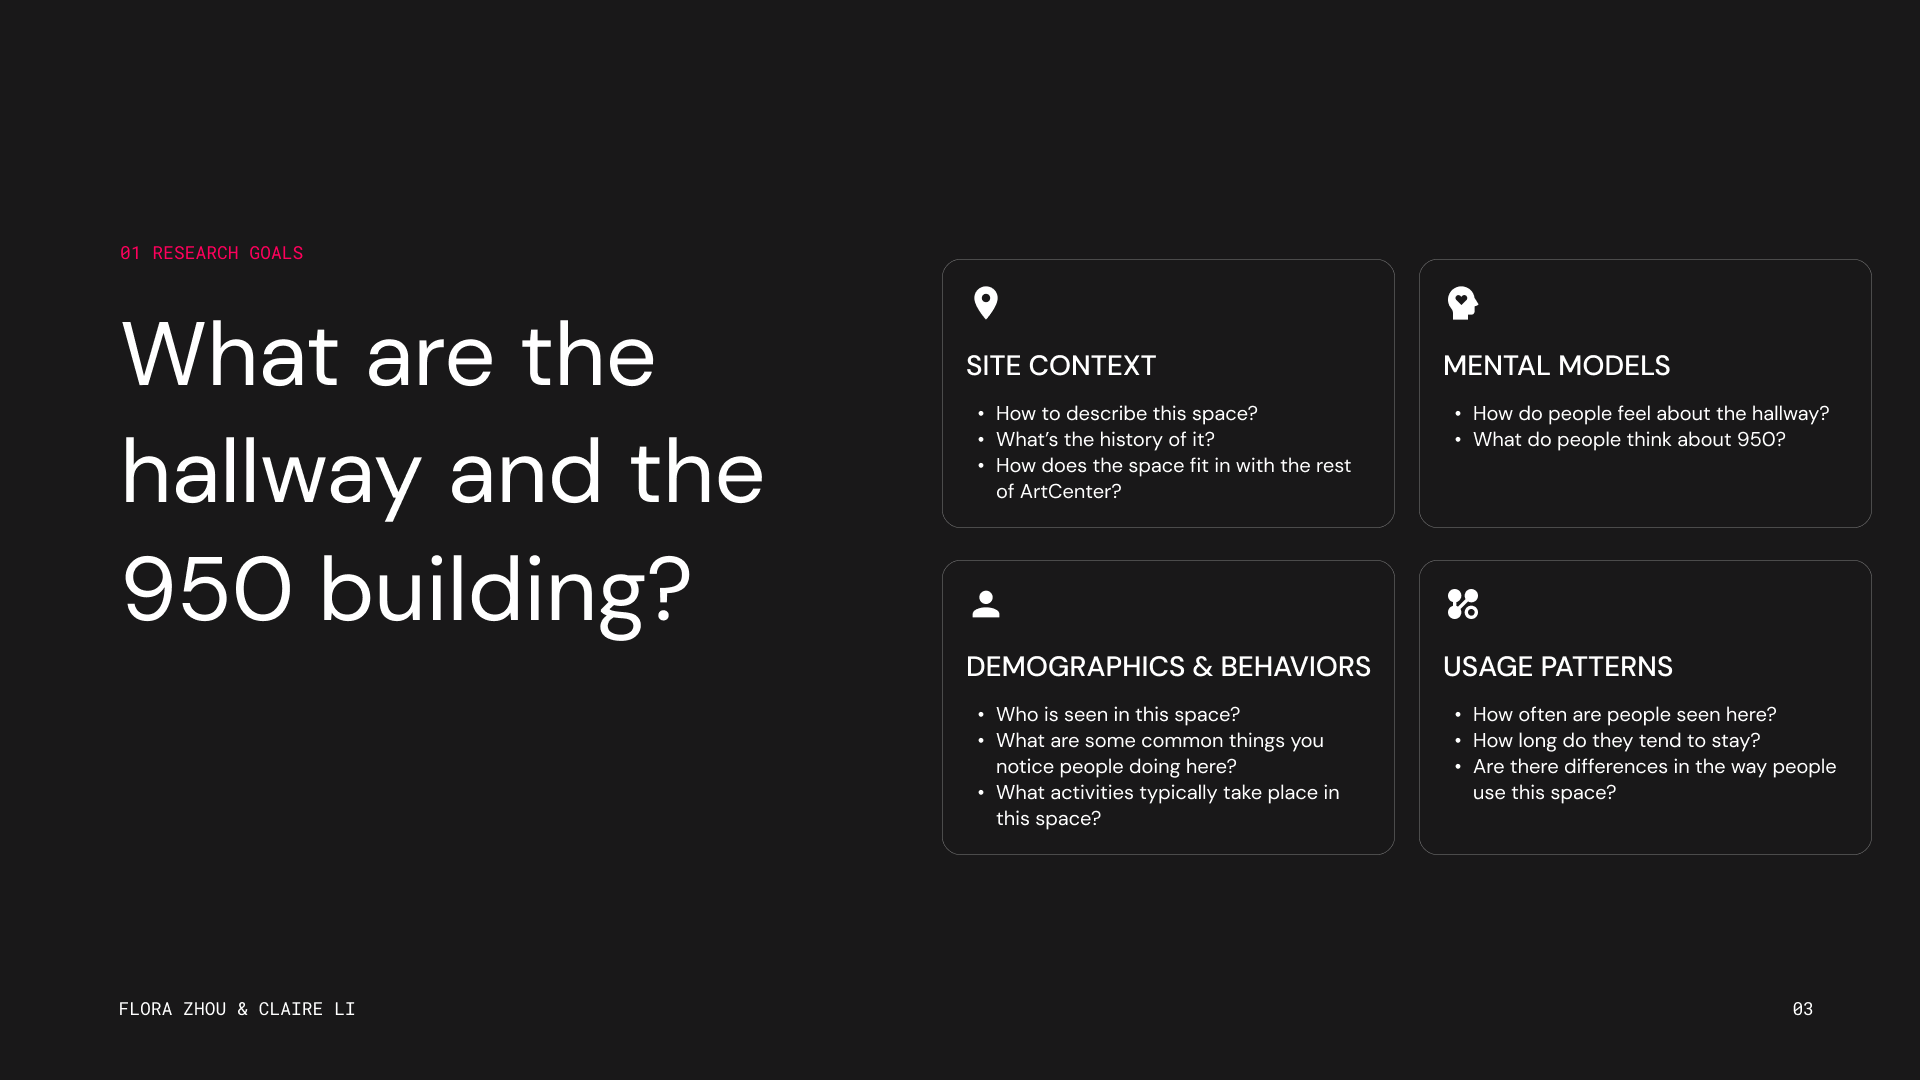 01 RESEARCH GOALS
What are the
hallway and the
950 building?
SITE CONTEXT
• How to describe this space?
• What’s the history of it?
• How does the space fit in with the rest
of ArtCenter?
MENTAL MODELS
• How do people feel about the hallway?
• What do people think about 950?
DEMOGRAPHICS & BEHAVIORS
• Who is seen in this space?
• What are some common things you
notice people doing here?
• What activities typically take place in
this space?
USAGE PATTERNS
• How often are people seen here?
• How long do they tend to stay?
• Are there differences in the way people
use this space?
FLORA ZHOU & CLAIRE LI
03